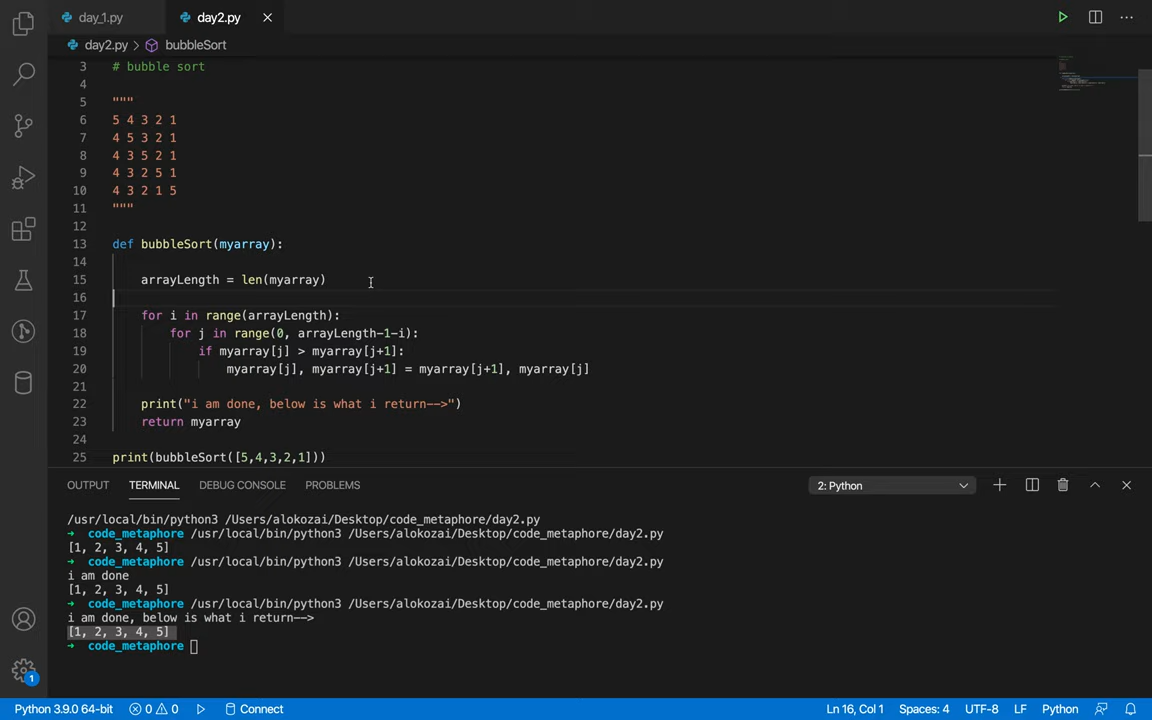 day_1.py
day2.py
day2.py > bubbleSort
3 # bubble sort
4
5 """
6 5 4 3 2 1
7 4 5 3 2 1
8 4 3 5 2 1
9 4 3 2 5 1
10 4 3 2 1 5
11 """
12
13 def bubbleSort(myarray):
14
15 arrayLength = len(myarray)
16
17 for i in range(arrayLength):
18 for j in range(0, arrayLength-1-i):
19 if myarray[j] > myarray[j+1]:
20 myarray[j], myarray[j+1] = myarray[j+1], myarray[j]
21
22 print("i am done, below is what i return-->")
23 return myarray
24
25 print(bubbleSort([5,4,3,2,1]))
OUTPUT TERMINAL DEBUG CONSOLE PROBLEMS 2: Python
/usr/local/bin/python3 /Users/alokozai/Desktop/code_metaphore/day2.py
→ code_metaphore /usr/local/bin/python3 /Users/alokozai/Desktop/code_metaphore/day2.py
[1, 2, 3, 4, 5]
→ code_metaphore /usr/local/bin/python3 /Users/alokozai/Desktop/code_metaphore/day2.py
i am done
[1, 2, 3, 4, 5]
→ code_metaphore /usr/local/bin/python3 /Users/alokozai/Desktop/code_metaphore/day2.py
i am done, below is what i return-->
[1, 2, 3, 4, 5]
→ code_metaphore
1
Python 3.9.0 64-bit 0 0 Connect Ln 16, Col 1 Spaces: 4 UTF-8 LF Python